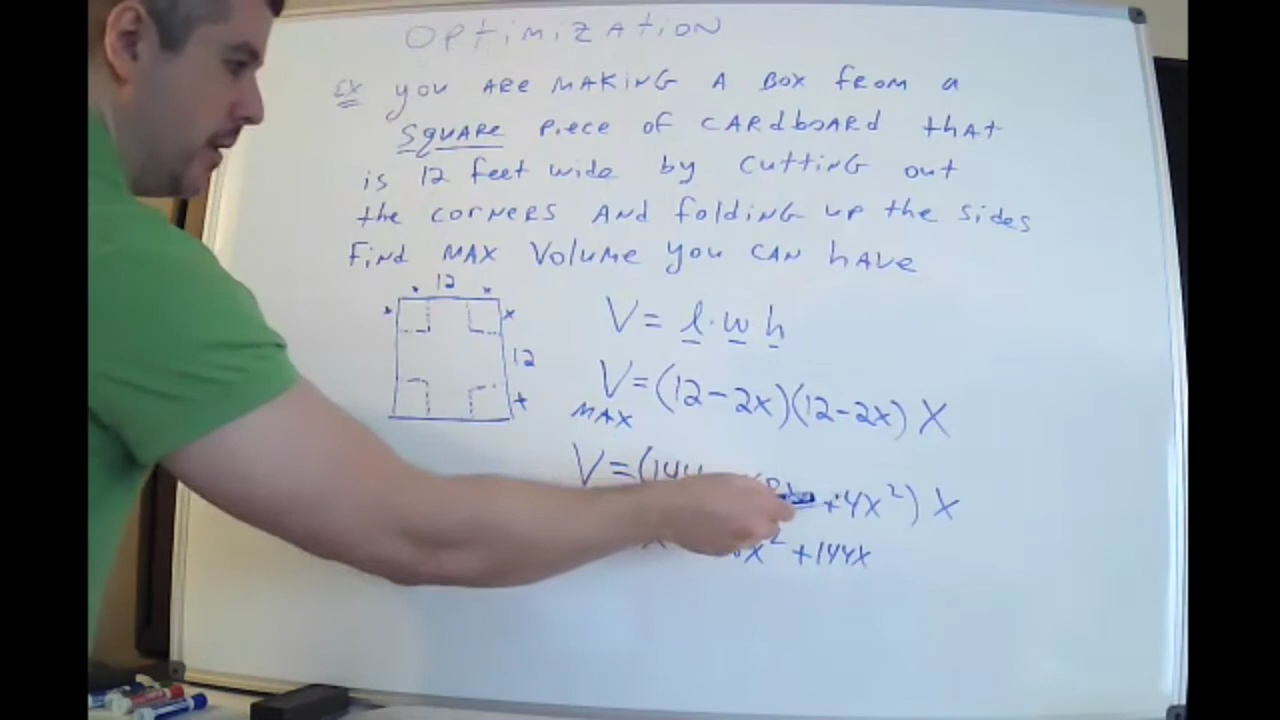 OPtimizAtioN
EX you ARe MAKiNG A BOX from a
SquARe Piece of CARdboARd thAt
is 12 feet wide by CuttiNG out
the CORNeRS ANd folding up the sides
FiNd MAX VoluMe you CAN hAVe
12
x x
x x
V = l · w h
12
V = (12 - 2x)(12 - 2x) X
x
MAX
V = (144 +4x²) X
x² + 144x